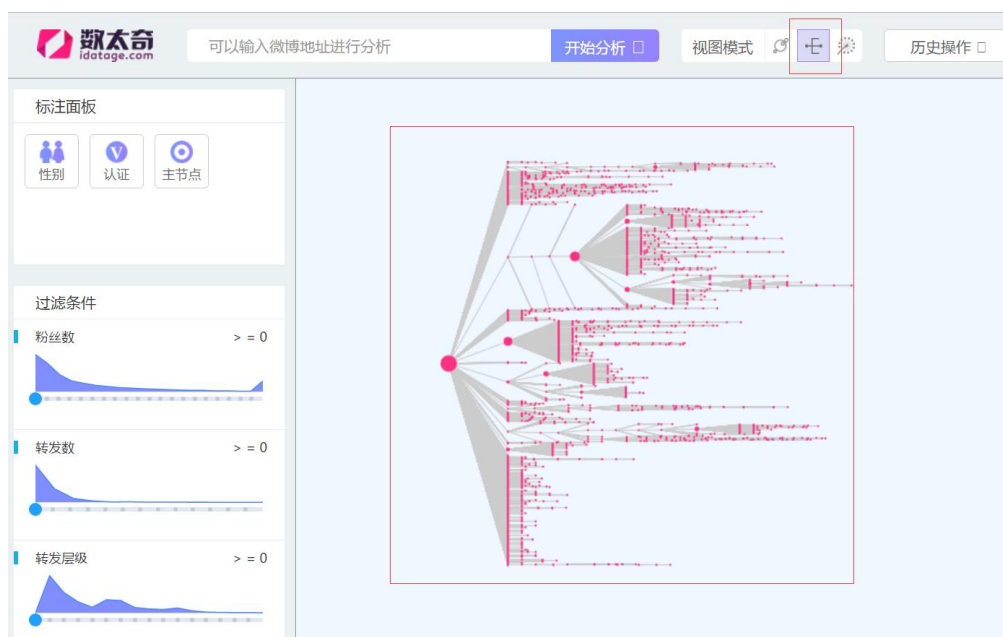 数太奇
idatage.com
可以输入微博地址进行分析
开始分析
视图模式
历史操作
标注面板
性别
V
认证
主节点
过滤条件
粉丝数 > = 0
转发数 > = 0
转发层级 > = 0